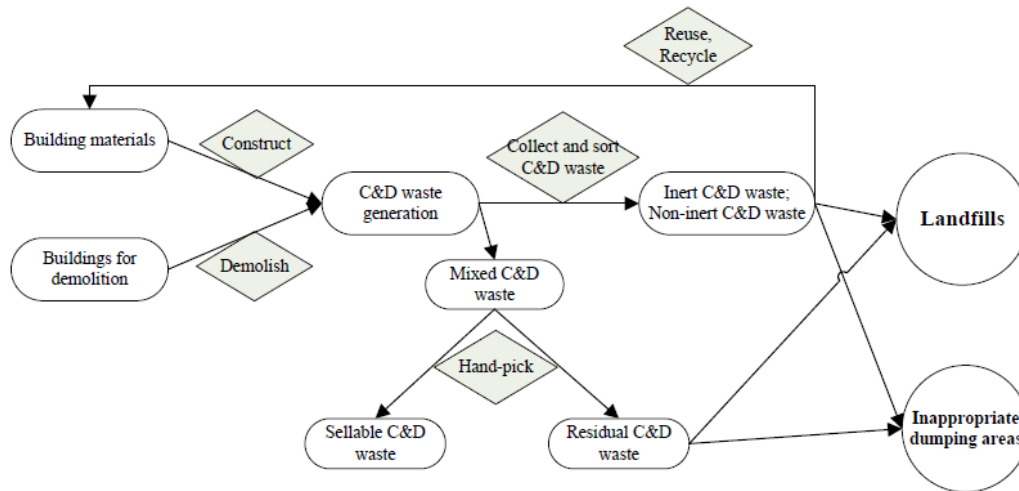 Reuse,
Recycle
Building materials
Construct
Collect and sort
C&D waste
C&D waste
generation
Inert C&D waste;
Non-inert C&D waste
Landfills
Buildings for
demolition
Demolish
Mixed C&D
waste
Hand-pick
Sellable C&D
waste
Residual C&D
waste
Inappropriate
dumping areas